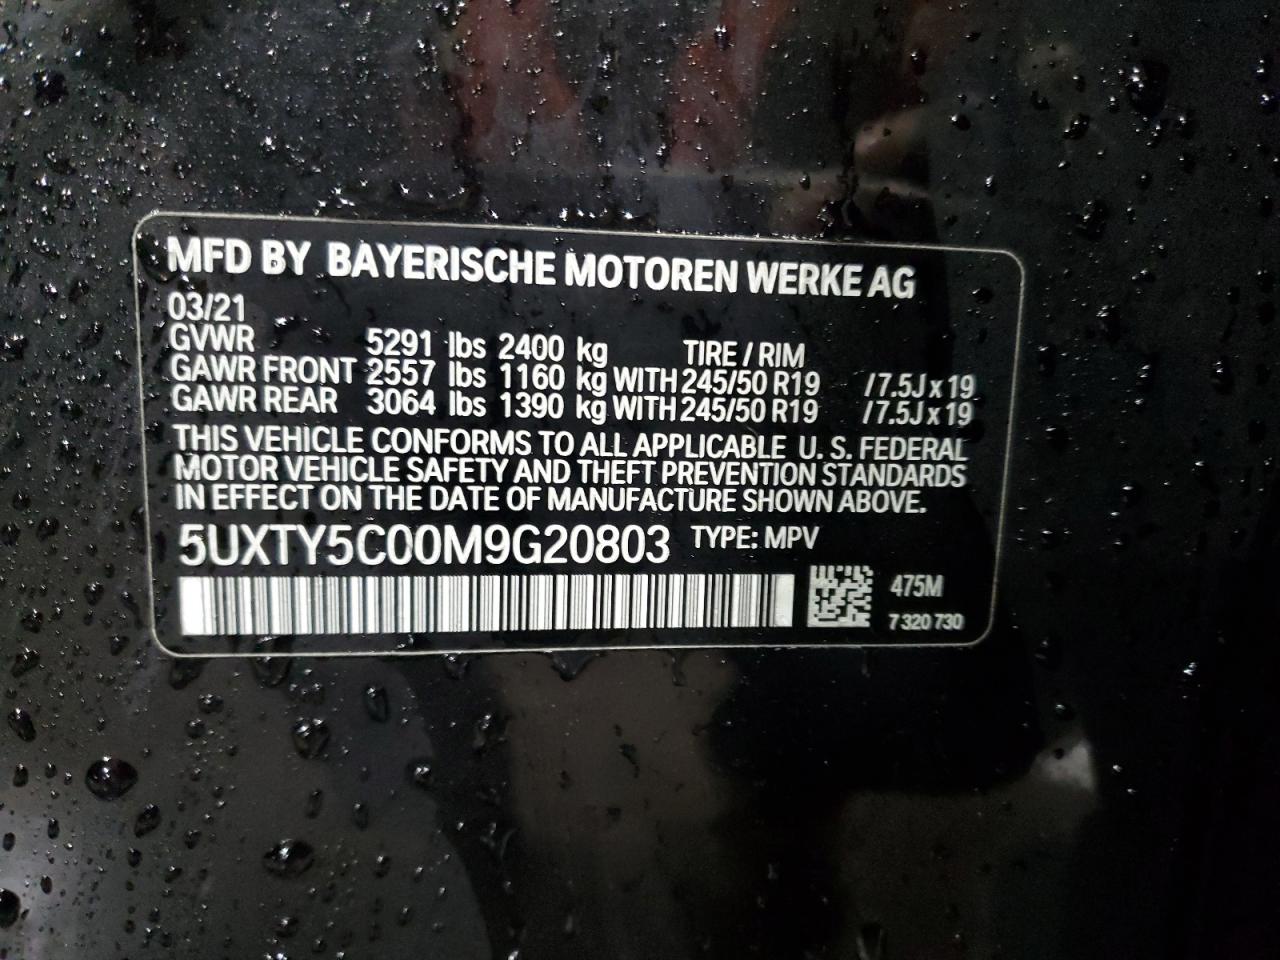 MFD BY BAYERISCHE MOTOREN WERKE AG
03/21
GVWR 5291 lbs 2400 kg TIRE / RIM
GAWR FRONT 2557 lbs 1160 kg WITH 245/50 R19 /7.5J x 19
GAWR REAR 3064 lbs 1390 kg WITH 245/50 R19 /7.5J x 19
THIS VEHICLE CONFORMS TO ALL APPLICABLE U. S. FEDERAL
MOTOR VEHICLE SAFETY AND THEFT PREVENTION STANDARDS
IN EFFECT ON THE DATE OF MANUFACTURE SHOWN ABOVE.
5UXTY5C00M9G20803 TYPE: MPV
475M
7 320 730